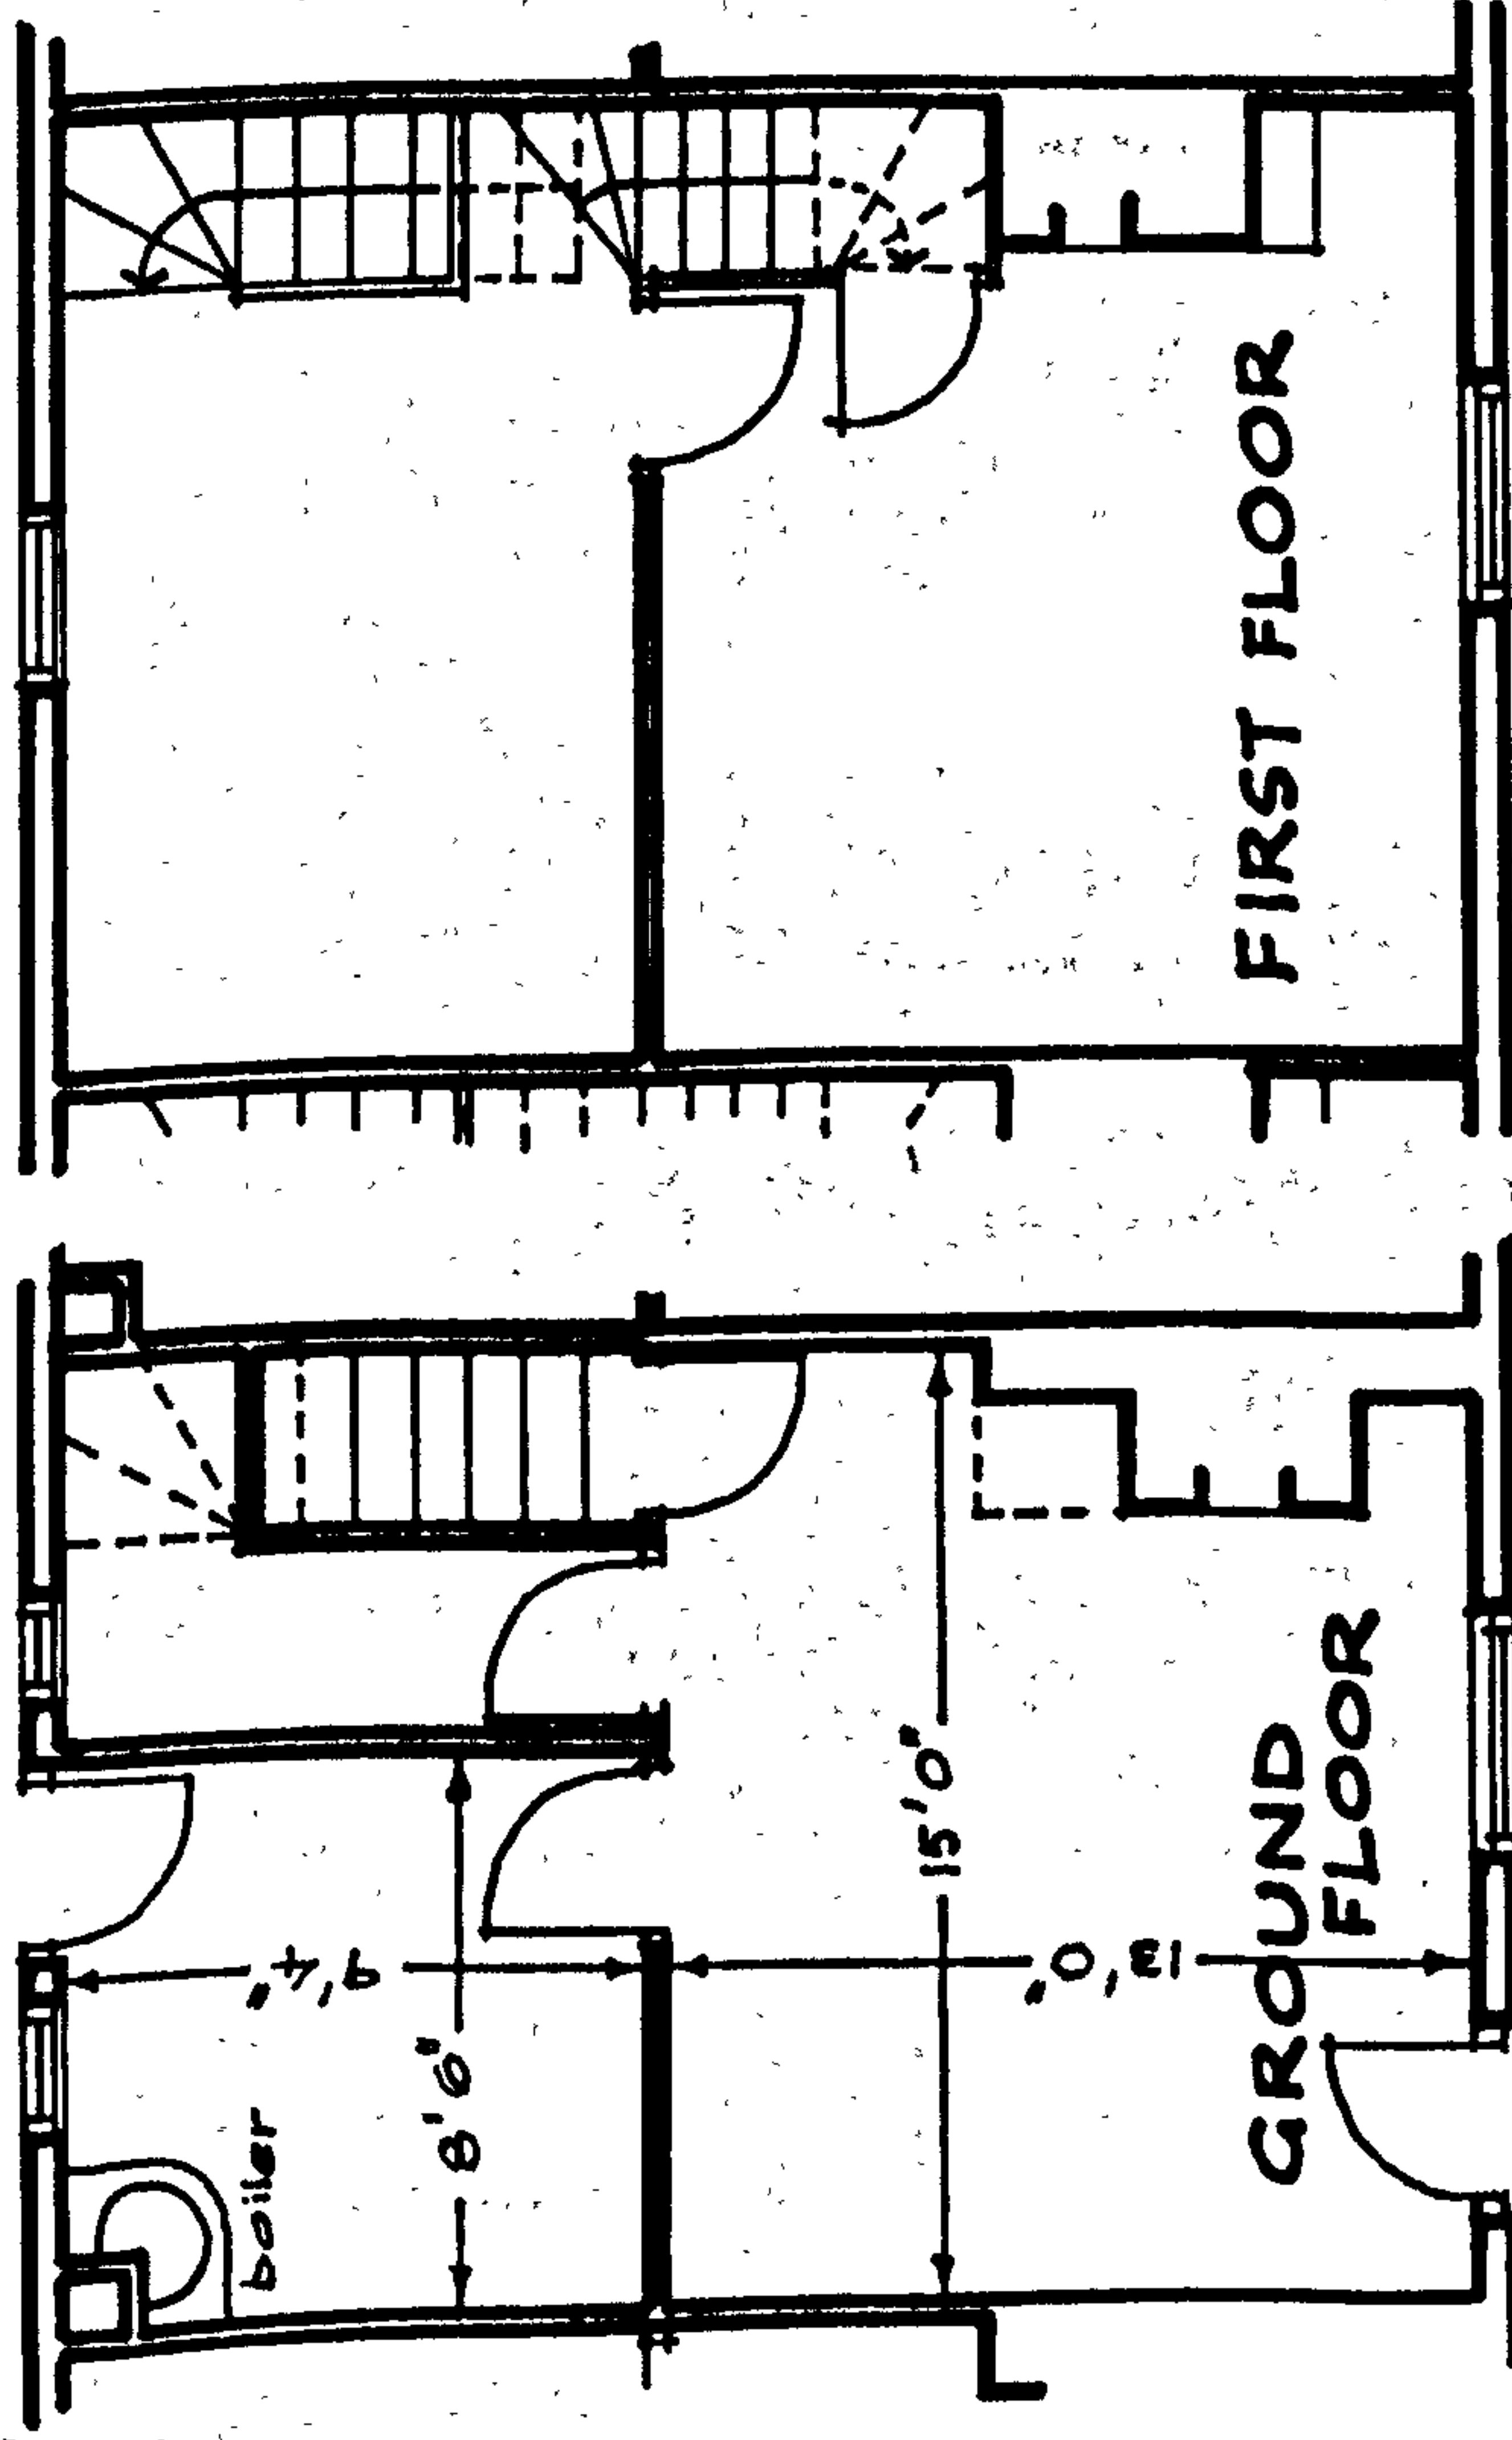 FIRST FLOOR
GROUND
FLOOR
15'0"
13'0"
9'4"
8'6"
boiler